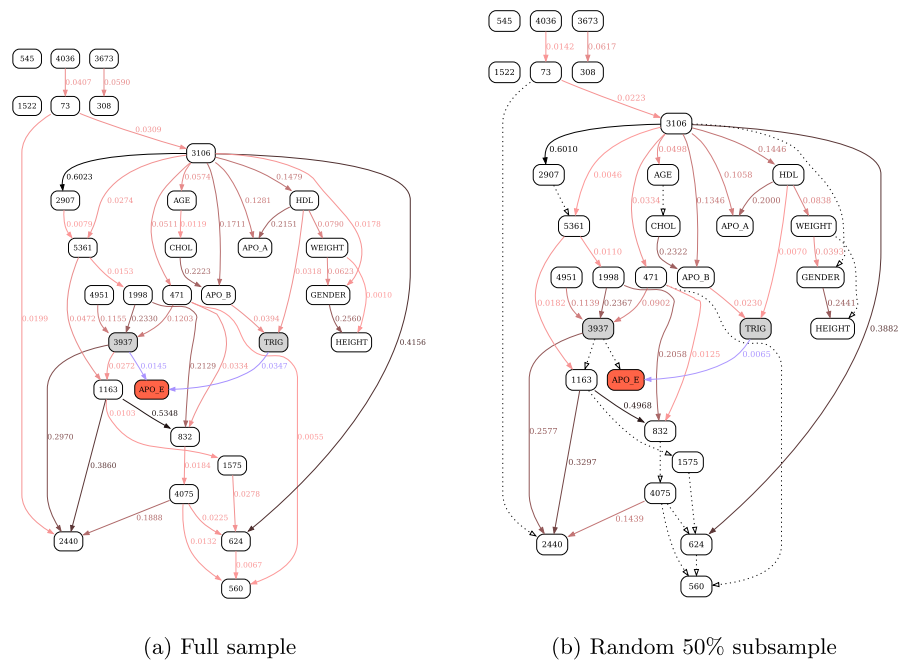 545 4036 3673
0.0407 0.0590
1522 73 308
0.0309
3106
0.6023 0.0274 0.0574 0.1479
2907 AGE HDL
0.0079 0.0511 0.0119 0.1711 0.1281 0.2151 0.0790 0.0178
5361 CHOL APO_A WEIGHT
0.0153 0.2223 0.0318 0.0623 0.0010
4951 1998 471 APO_B GENDER
0.0199 0.0472 0.1155 0.2330 0.1203 0.0394 0.2560
3937 TRIG HEIGHT 0.4156
0.0272 0.0145 0.2129 0.0334 0.0347
1163 APO_E
0.0103 0.5348 0.0055
0.2970 832
0.3860 0.0184 1575
4075 0.0278
0.1888 0.0225
2440 0.0132 624
0.0067
560
(a) Full sample
545 4036 3673
0.0142 0.0617
1522 73 308
0.0223
3106
0.6010 0.0046 0.0498 0.1446
2907 AGE HDL
0.0334 0.1346 0.1058 0.2000 0.0838
5361 CHOL APO_A WEIGHT
0.0110 0.2322 0.0070 0.0393
4951 1998 471 APO_B GENDER
0.0182 0.1139 0.2367 0.0902 0.0230 0.2441
3937 TRIG HEIGHT 0.3882
0.2058 0.0125 0.0065
1163 APO_E
0.4968
0.2577 832
0.3297 1575
4075
0.1439
2440 624
560
(b) Random 50% subsample